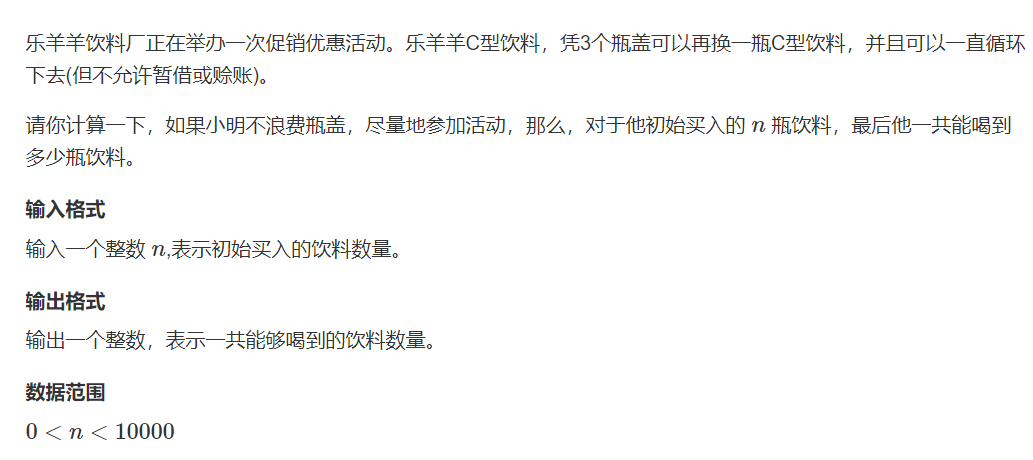 乐羊羊饮料厂正在举办一次促销优惠活动。乐羊羊C型饮料，凭3个瓶盖可以再换一瓶C型饮料，并且可以一直循环
下去(但不允许暂借或赊账)。
请你计算一下，如果小明不浪费瓶盖，尽量地参加活动，那么，对于他初始买入的 n 瓶饮料，最后他一共能喝到
多少瓶饮料。
输入格式
输入一个整数 n,表示初始买入的饮料数量。
输出格式
输出一个整数，表示一共能够喝到的饮料数量。
数据范围
0 < n < 10000